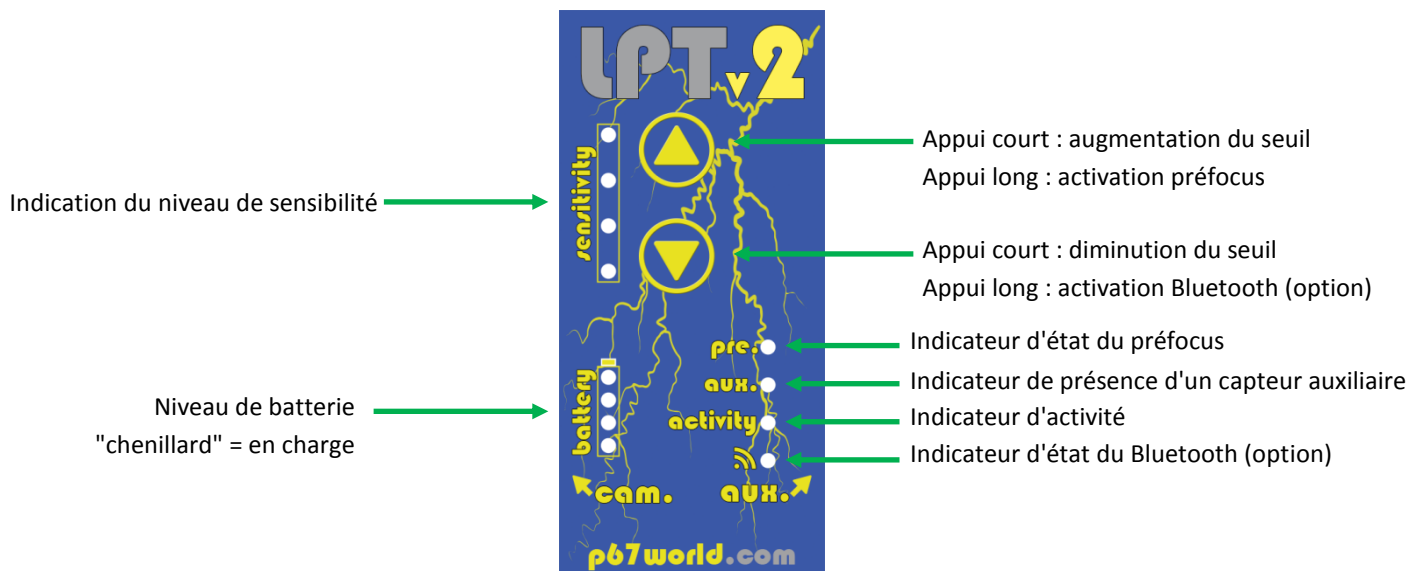 LPT v2
sensitivity
Indication du niveau de sensibilité
Appui court : augmentation du seuil
Appui long : activation préfocus
Appui court : diminution du seuil
Appui long : activation Bluetooth (option)
pre.
Indicateur d'état du préfocus
aux.
Indicateur de présence d'un capteur auxiliaire
activity
Indicateur d'activité
Indicateur d'état du Bluetooth (option)
battery
Niveau de batterie
"chenillard" = en charge
cam.
aux.
p67world.com